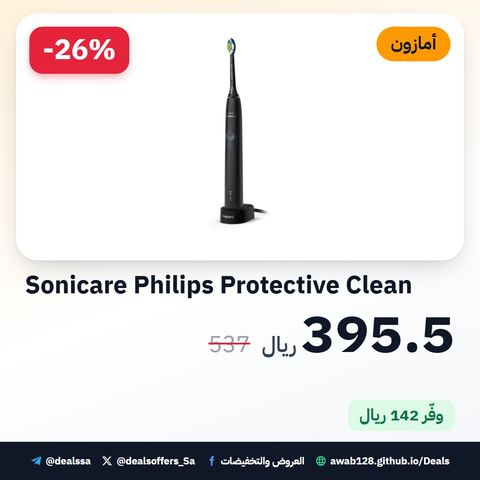 -26%
أمازون
PHILIPS
Sonicare Philips Protective Clean
395.5 ريال 537
وفّر 142 ريال
@dealssa @dealsoffers_Sa العروض والتخفيضات awab128.github.io/Deals